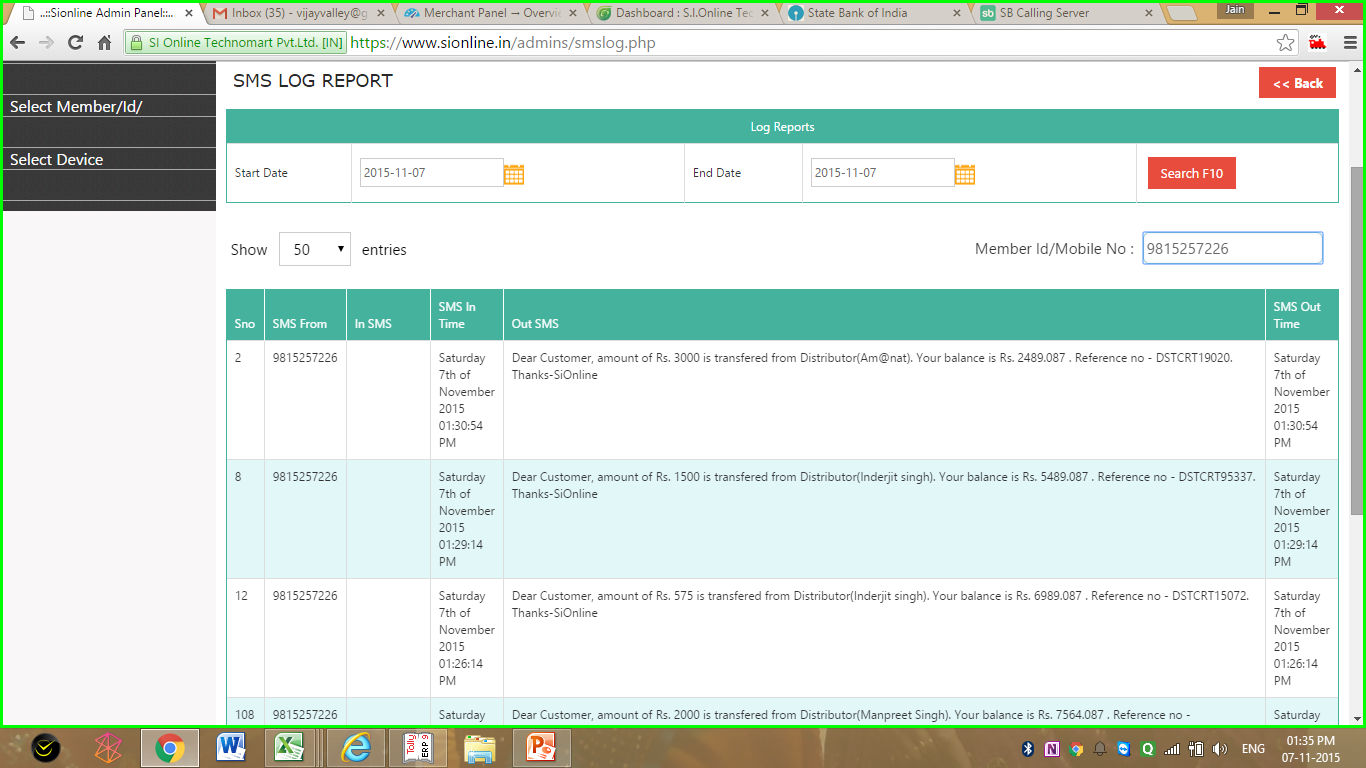 ..::Sionline Admin Panel::..
Inbox (35) - vijayvalley@g
Merchant Panel → Overvie
Dashboard : S.I.Online Tec
State Bank of India
sb SB Calling Server
Jain
SI Online Technomart Pvt.Ltd. [IN] https://www.sionline.in/admins/smslog.php
Select Member/Id/
Select Device
SMS LOG REPORT
<< Back
Log Reports
Start Date 2015-11-07 End Date 2015-11-07 Search F10
Show 50 entries Member Id/Mobile No : 9815257226
Sno SMS From In SMS SMS In Time Out SMS SMS Out Time
2 9815257226
Saturday
7th of
November
2015
01:30:54
PM
Dear Customer, amount of Rs. 3000 is transfered from Distributor(Am@nat). Your balance is Rs. 2489.087 . Reference no - DSTCRT19020.
Thanks-SiOnline
Saturday
7th of
November
2015
01:30:54
PM
8 9815257226
Saturday
7th of
November
2015
01:29:14
PM
Dear Customer, amount of Rs. 1500 is transfered from Distributor(Inderjit singh). Your balance is Rs. 5489.087 . Reference no - DSTCRT95337.
Thanks-SiOnline
Saturday
7th of
November
2015
01:29:14
PM
12 9815257226
Saturday
7th of
November
2015
01:26:14
PM
Dear Customer, amount of Rs. 575 is transfered from Distributor(Inderjit singh). Your balance is Rs. 6989.087 . Reference no - DSTCRT15072.
Thanks-SiOnline
Saturday
7th of
November
2015
01:26:14
PM
108 9815257226 Saturday Dear Customer, amount of Rs. 2000 is transfered from Distributor(Manpreet Singh). Your balance is Rs. 7564.087 . Reference no - Saturday
Tally
ERP 9
ENG
01:35 PM
07-11-2015